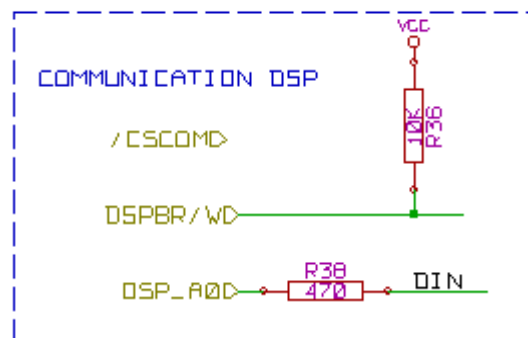 VCC
COMMUNICATION DSP
10K
R36
/CSCOM
DSPBR/W
R38
470
DIN
DSP_A0